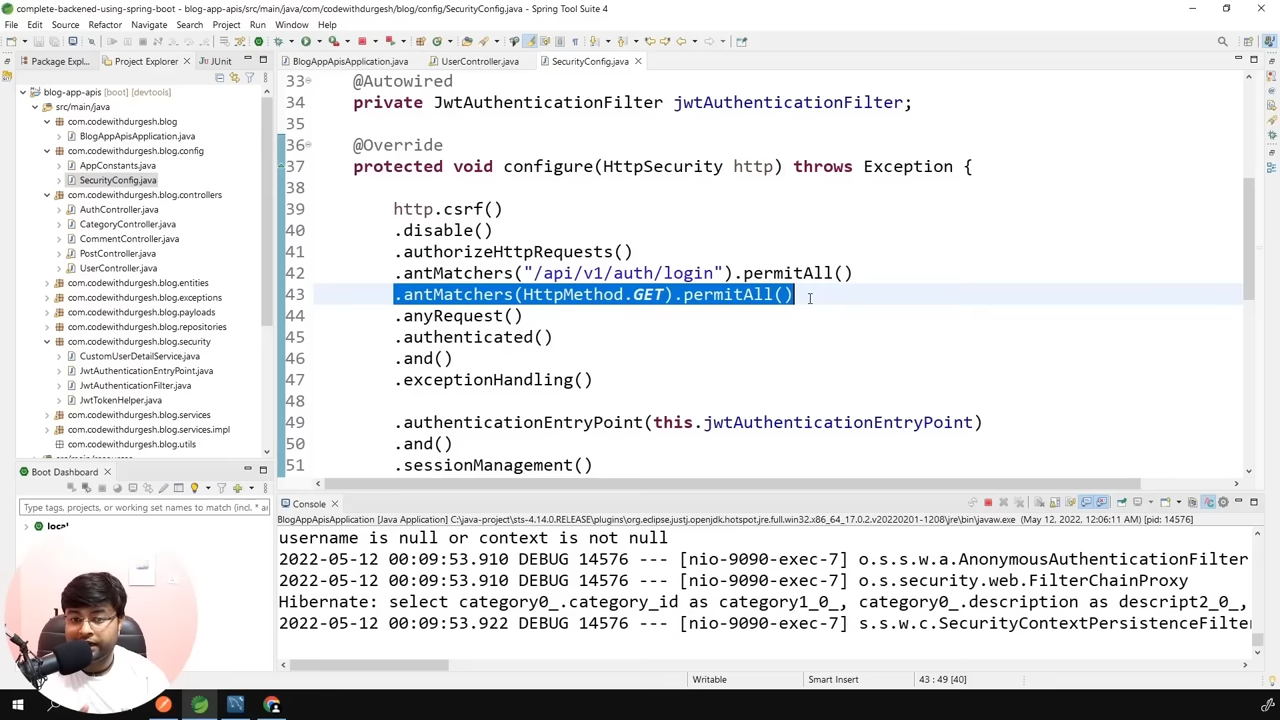 complete-backened-using-spring-boot - blog-app-apis/src/main/java/com/codewithdurgesh/blog/config/SecurityConfig.java - Spring Tool Suite 4
File Edit Source Refactor Navigate Search Project Run Window Help
Package Expl... Project Explorer JUnit
BlogAppApisApplication.java UserController.java SecurityConfig.java
blog-app-apis [boot] [devtools]
src/main/java
com.codewithdurgesh.blog
BlogAppApisApplication.java
com.codewithdurgesh.blog.config
AppConstants.java
SecurityConfig.java
com.codewithdurgesh.blog.controllers
AuthController.java
CategoryController.java
CommentController.java
PostController.java
UserController.java
com.codewithdurgesh.blog.entities
com.codewithdurgesh.blog.exceptions
com.codewithdurgesh.blog.payloads
com.codewithdurgesh.blog.repositories
com.codewithdurgesh.blog.security
CustomUserDetailService.java
JwtAuthenticationEntryPoint.java
JwtAuthenticationFilter.java
JwtTokenHelper.java
com.codewithdurgesh.blog.services
com.codewithdurgesh.blog.services.impl
com.codewithdurgesh.blog.utils
33 @Autowired
34 private JwtAuthenticationFilter jwtAuthenticationFilter;
35
36 @Override
37 protected void configure(HttpSecurity http) throws Exception {
38
39 http.csrf()
40 .disable()
41 .authorizeHttpRequests()
42 .antMatchers("/api/v1/auth/login").permitAll()
43 .antMatchers(HttpMethod.GET).permitAll()
44 .anyRequest()
45 .authenticated()
46 .and()
47 .exceptionHandling()
48
49 .authenticationEntryPoint(this.jwtAuthenticationEntryPoint)
50 .and()
51 .sessionManagement()
Boot Dashboard
Type tags, projects, or working set names to match (incl.
local
Console
BlogAppApisApplication [Java Application] C:\java-project\sts-4.14.0.RELEASE\plugins\org.eclipse.justj.openjdk.hotspot.jre.full.win32.x86_64_17.0.2.v20220201-1208\jre\bin\javaw.exe (May 12, 2022, 12:06:11 AM) [pid: 14576]
username is null or context is not null
2022-05-12 00:09:53.910 DEBUG 14576 --- [nio-9090-exec-7] o.s.s.w.a.AnonymousAuthenticationFilter
2022-05-12 00:09:53.910 DEBUG 14576 --- [nio-9090-exec-7] o.s.security.web.FilterChainProxy
Hibernate: select category0_.category_id as category1_0_, category0_.description as descript2_0_,
2022-05-12 00:09:53.922 DEBUG 14576 --- [nio-9090-exec-7] s.s.w.c.SecurityContextPersistenceFilter
Writable Smart Insert 43 : 49 [40]